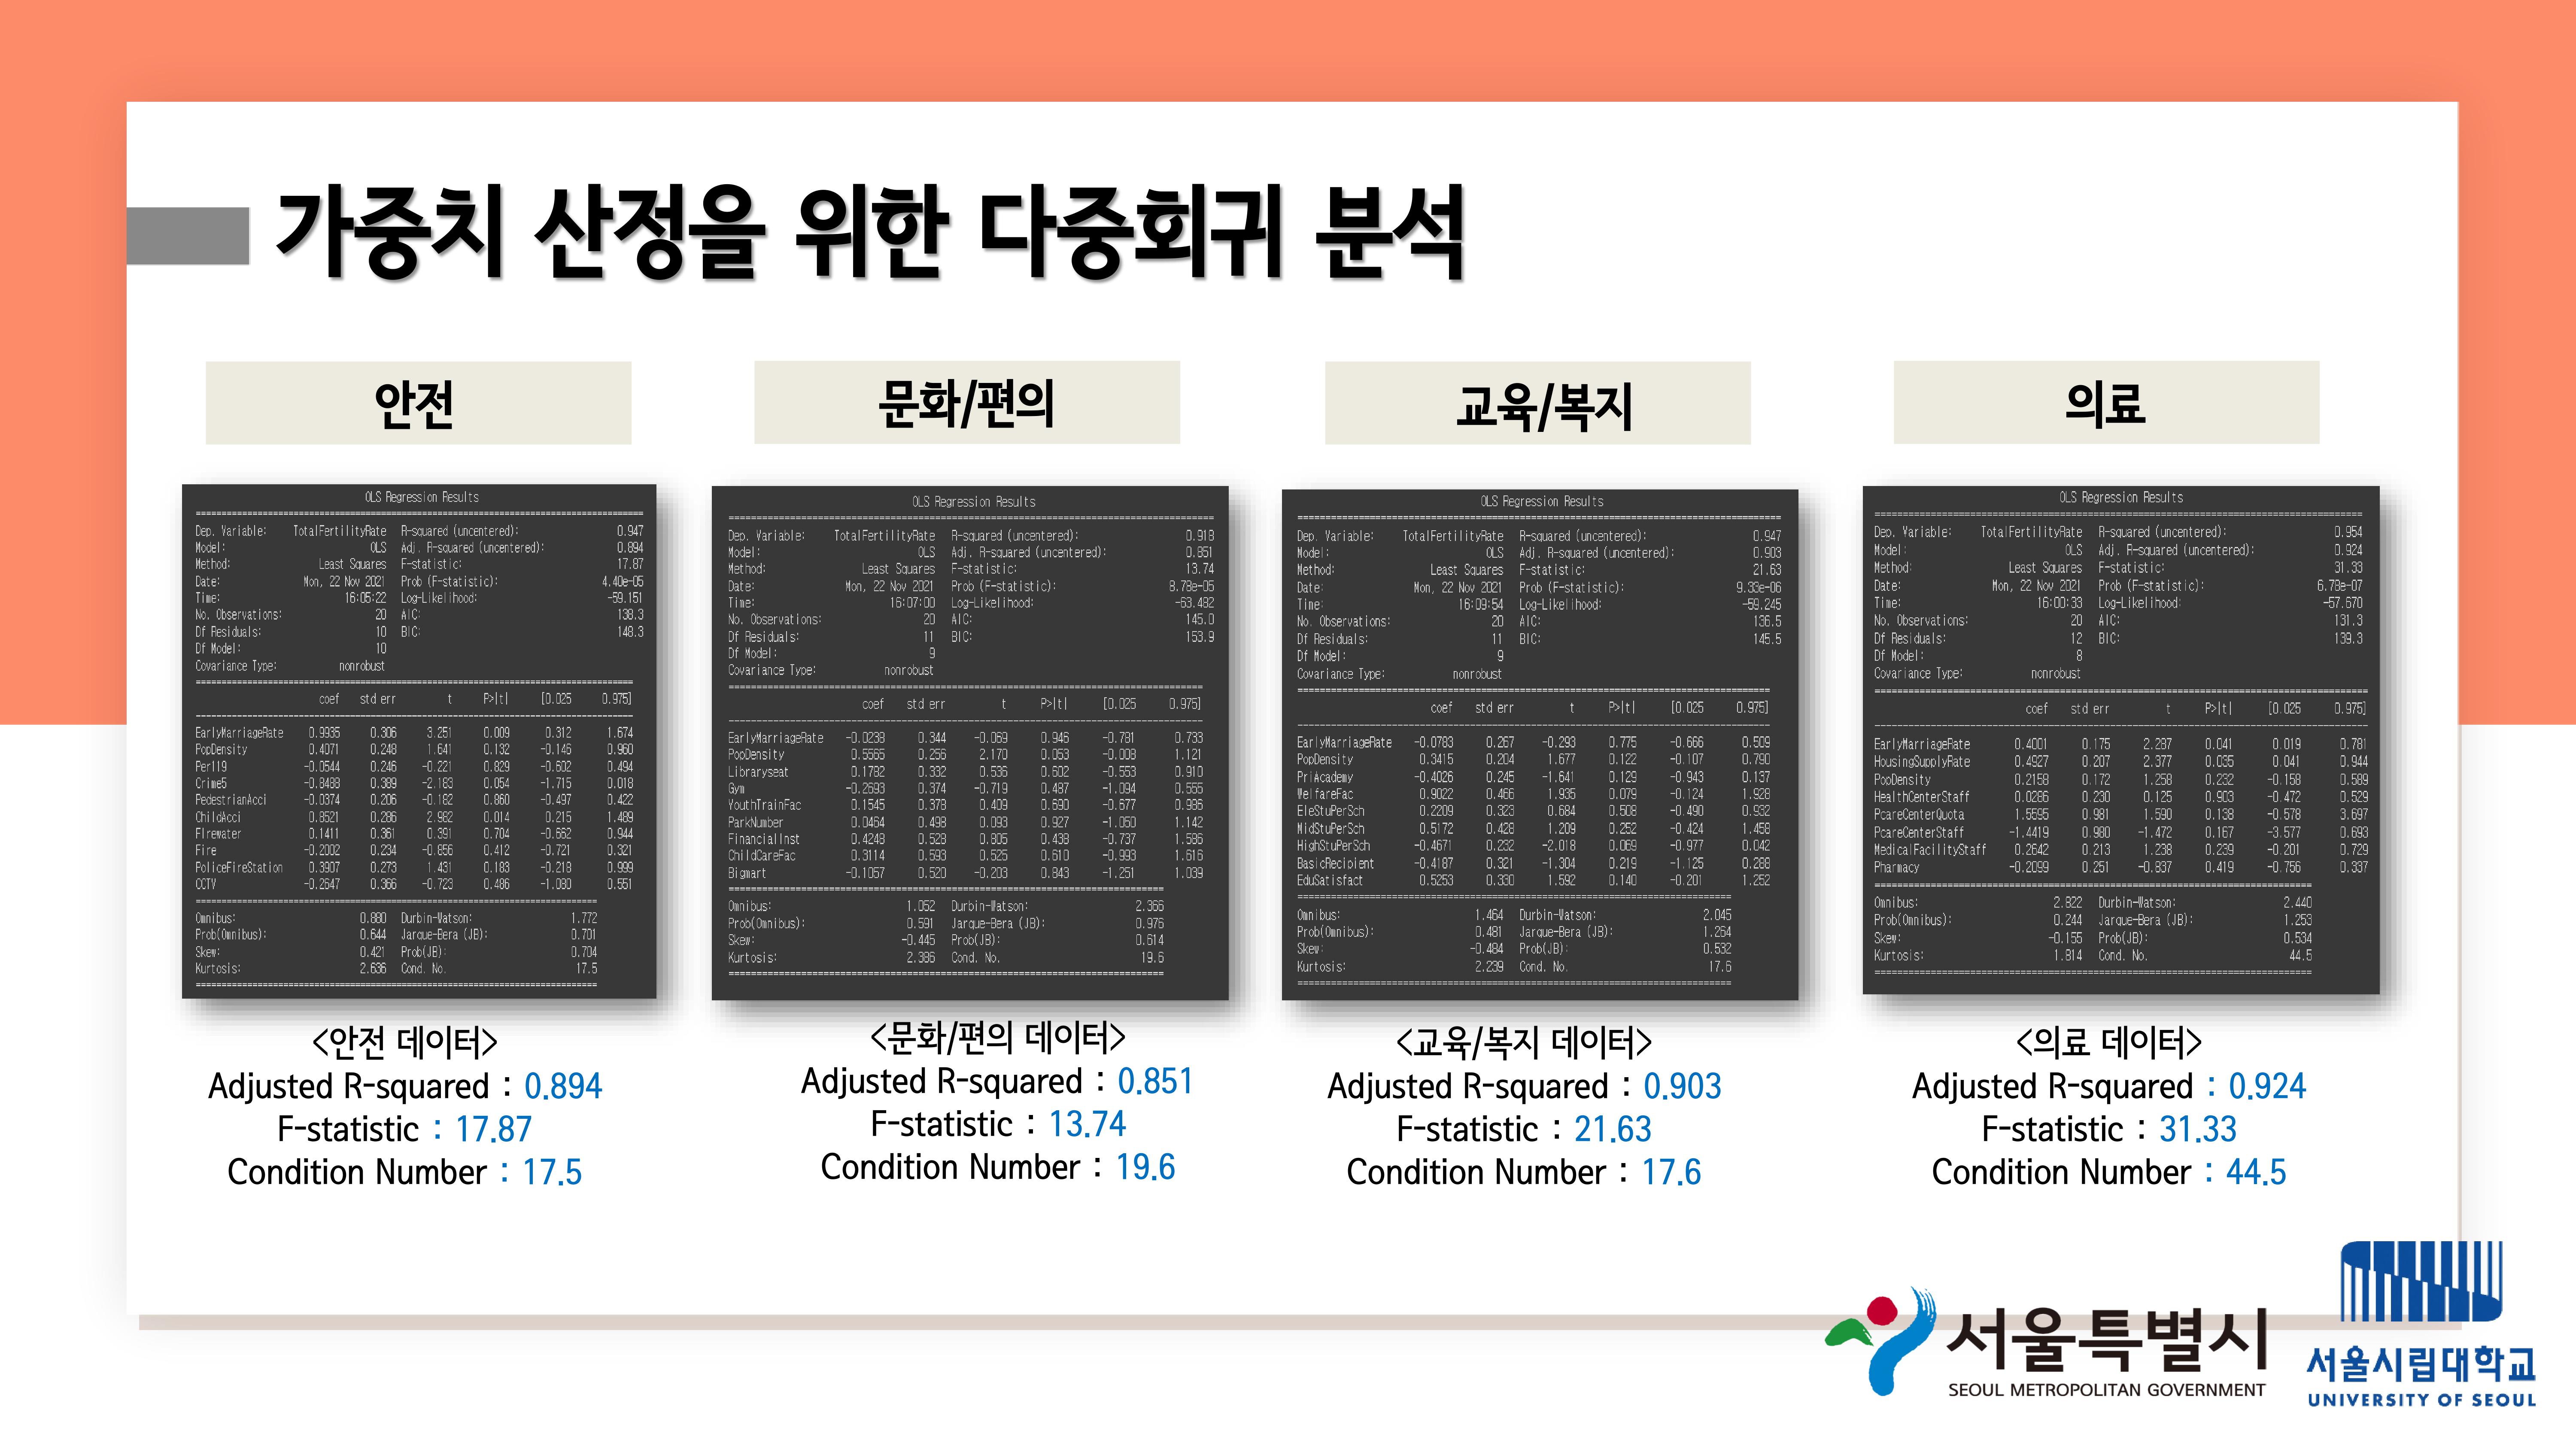 가중치 산정을 위한 다중회귀 분석
안전
OLS Regression Results
Dep. Variable: TotalFertilityRate R-squared (uncentered): 0.947
Model: OLS Adj. R-squared (uncentered): 0.894
Method: Least Squares F-statistic: 17.87
Date: Mon, 22 Nov 2021 Prob (F-statistic): 4.40e-05
Time: 16:05:22 Log-Likelihood: -59.151
No. Observations: 20 AIC: 138.3
Df Residuals: 10 BIC: 148.3
Df Model: 10
Covariance Type: nonrobust
coef std err t P>|t| [0.025 0.975]
EarlyMarriageRate 0.9935 0.306 3.251 0.009 0.312 1.674
PopDensity 0.4071 0.248 1.641 0.132 -0.146 0.960
Per119 -0.0544 0.246 -0.221 0.829 -0.602 0.494
Crime5 -0.8488 0.389 -2.183 0.054 -1.715 0.018
PedestrianAcci -0.0374 0.206 -0.182 0.860 -0.497 0.422
ChildAcci 0.8521 0.286 2.982 0.014 0.215 1.489
Firewater 0.1411 0.361 0.391 0.704 -0.662 0.944
Fire -0.2002 0.234 -0.856 0.412 -0.721 0.321
PoliceFireStation 0.3907 0.273 1.431 0.183 -0.218 0.999
CCTV -0.2647 0.366 -0.723 0.486 -1.080 0.551
Omnibus: 0.880 Durbin-Watson: 1.772
Prob(Omnibus): 0.644 Jarque-Bera (JB): 0.701
Skew: 0.421 Prob(JB): 0.704
Kurtosis: 2.636 Cond. No. 17.5
<안전 데이터>
Adjusted R-squared : 0.894
F-statistic : 17.87
Condition Number : 17.5
문화/편의
OLS Regression Results
Dep. Variable: TotalFertilityRate R-squared (uncentered): 0.918
Model: OLS Adj. R-squared (uncentered): 0.851
Method: Least Squares F-statistic: 13.74
Date: Mon, 22 Nov 2021 Prob (F-statistic): 8.78e-05
Time: 16:07:00 Log-Likelihood: -63.482
No. Observations: 20 AIC: 145.0
Df Residuals: 11 BIC: 153.9
Df Model: 9
Covariance Type: nonrobust
coef std err t P>|t| [0.025 0.975]
EarlyMarriageRate -0.0238 0.344 -0.069 0.946 -0.781 0.733
PopDensity 0.5565 0.256 2.170 0.053 -0.008 1.121
Libraryseat 0.1782 0.332 0.536 0.602 -0.553 0.910
Gym -0.2693 0.374 -0.719 0.487 -1.094 0.555
YouthTrainFac 0.1545 0.378 0.409 0.690 -0.677 0.986
ParkNumber 0.0464 0.498 0.093 0.927 -1.050 1.142
FinancialInst 0.4248 0.528 0.805 0.438 -0.737 1.586
ChildCareFac 0.3114 0.593 0.525 0.610 -0.993 1.616
Bigmart -0.1057 0.520 -0.203 0.843 -1.251 1.039
Omnibus: 1.052 Durbin-Watson: 2.366
Prob(Omnibus): 0.591 Jarque-Bera (JB): 0.976
Skew: -0.445 Prob(JB): 0.614
Kurtosis: 2.386 Cond. No. 19.6
<문화/편의 데이터>
Adjusted R-squared : 0.851
F-statistic : 13.74
Condition Number : 19.6
교육/복지
OLS Regression Results
Dep. Variable: TotalFertilityRate R-squared (uncentered): 0.947
Model: OLS Adj. R-squared (uncentered): 0.903
Method: Least Squares F-statistic: 21.63
Date: Mon, 22 Nov 2021 Prob (F-statistic): 9.33e-06
Time: 16:09:54 Log-Likelihood: -59.245
No. Observations: 20 AIC: 136.5
Df Residuals: 11 BIC: 145.5
Df Model: 9
Covariance Type: nonrobust
coef std err t P>|t| [0.025 0.975]
EarlyMarriageRate -0.0783 0.267 -0.293 0.775 -0.666 0.509
PopDensity 0.3415 0.204 1.677 0.122 -0.107 0.790
PriAcademy -0.4026 0.245 -1.641 0.129 -0.943 0.137
WelfareFac 0.9022 0.466 1.935 0.079 -0.124 1.928
EleStuPerSch 0.2209 0.323 0.684 0.508 -0.490 0.932
MidStuPerSch 0.5172 0.428 1.209 0.252 -0.424 1.458
HighStuPerSch -0.4671 0.232 -2.018 0.069 -0.977 0.042
BasicRecipient -0.4187 0.321 -1.304 0.219 -1.125 0.288
EduSatisfact 0.5253 0.330 1.592 0.140 -0.201 1.252
Omnibus: 1.464 Durbin-Watson: 2.045
Prob(Omnibus): 0.481 Jarque-Bera (JB): 1.264
Skew: -0.484 Prob(JB): 0.532
Kurtosis: 2.239 Cond. No. 17.6
<교육/복지 데이터>
Adjusted R-squared : 0.903
F-statistic : 21.63
Condition Number : 17.6
의료
OLS Regression Results
Dep. Variable: TotalFertilityRate R-squared (uncentered): 0.954
Model: OLS Adj. R-squared (uncentered): 0.924
Method: Least Squares F-statistic: 31.33
Date: Mon, 22 Nov 2021 Prob (F-statistic): 6.78e-07
Time: 16:00:33 Log-Likelihood: -57.670
No. Observations: 20 AIC: 131.3
Df Residuals: 12 BIC: 139.3
Df Model: 8
Covariance Type: nonrobust
coef std err t P>|t| [0.025 0.975]
EarlyMarriageRate 0.4001 0.175 2.287 0.041 0.019 0.781
HousingSupplyRate 0.4927 0.207 2.377 0.035 0.041 0.944
PopDensity 0.2158 0.172 1.258 0.232 -0.158 0.589
HealthCenterStaff 0.0286 0.230 0.125 0.903 -0.472 0.529
PcareCenterQuota 1.5595 0.981 1.590 0.138 -0.578 3.697
PcareCenterStaff -1.4419 0.980 -1.472 0.167 -3.577 0.693
MedicalFacilityStaff 0.2642 0.213 1.238 0.239 -0.201 0.729
Pharmacy -0.2099 0.251 -0.837 0.419 -0.756 0.337
Omnibus: 2.822 Durbin-Watson: 2.440
Prob(Omnibus): 0.244 Jarque-Bera (JB): 1.253
Skew: -0.155 Prob(JB): 0.534
Kurtosis: 1.814 Cond. No. 44.5
<의료 데이터>
Adjusted R-squared : 0.924
F-statistic : 31.33
Condition Number : 44.5
서울특별시
SEOUL METROPOLITAN GOVERNMENT
서울시립대학교
UNIVERSITY OF SEOUL